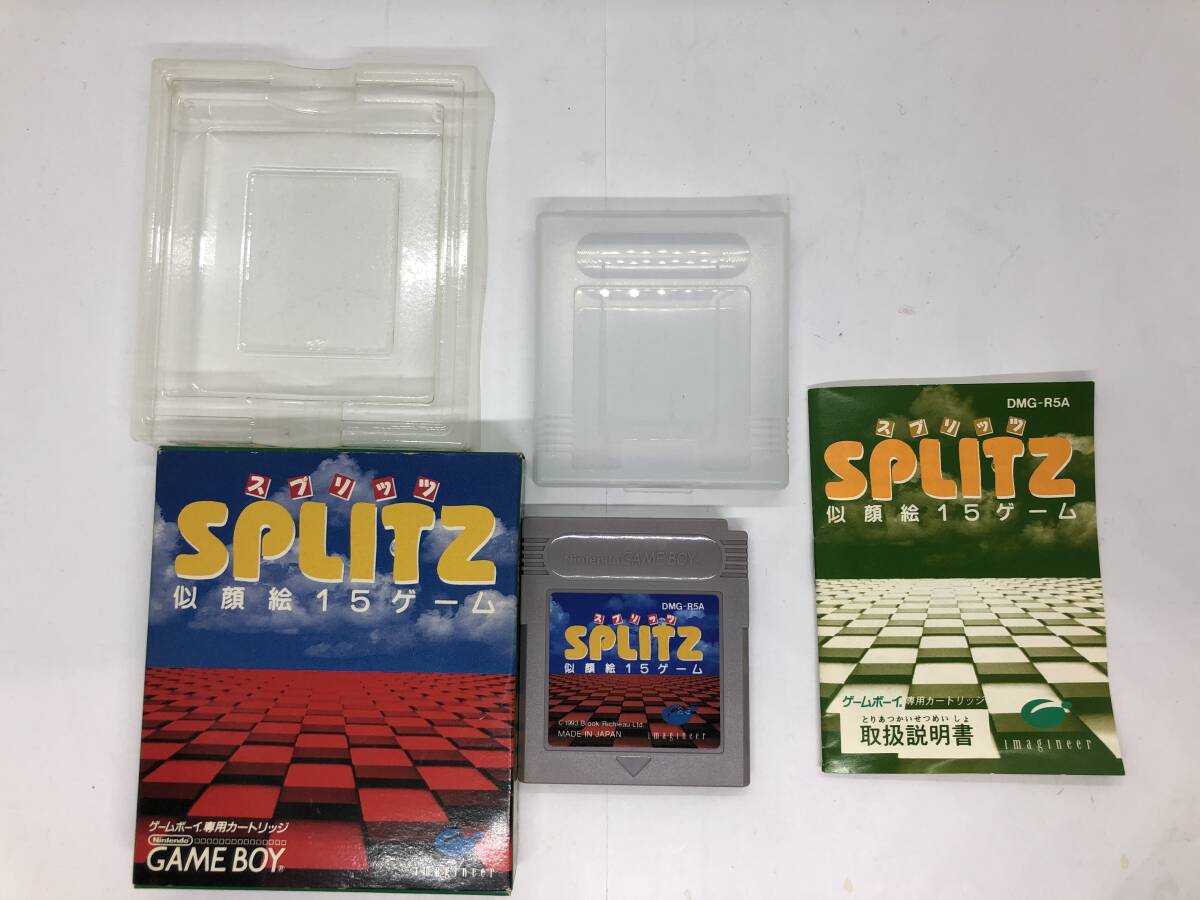 スプリッツ
SPLITZ
似顔絵15ゲーム
ゲームボーイ専用カートリッジ
Nintendo
GAME BOY
imagineer
Nintendo GAME BOY
DMG-R5A
スプリッツ
SPLITZ
似顔絵15ゲーム
©1993 Brook Richleau Ltd.
MADE IN JAPAN
imagineer
DMG-R5A
スプリッツ
SPLITZ
似顔絵15ゲーム
ゲームボーイ専用カートリッジ
とりあつかいせつめいしょ
取扱説明書
imagineer